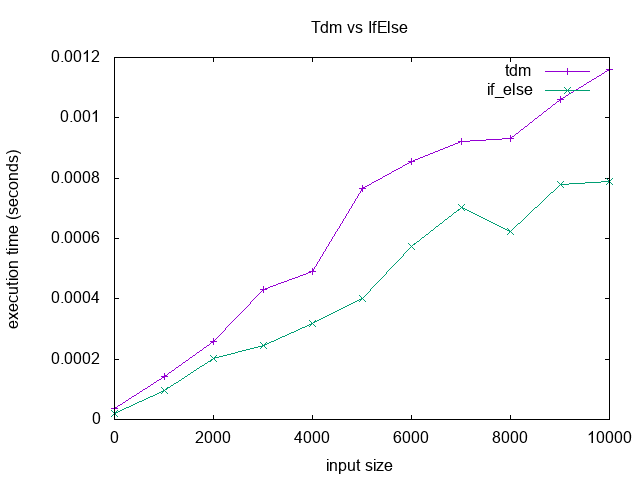 Tdm vs IfElse
0.0012
0.001
0.0008
0.0006
0.0004
0.0002
0
execution time (seconds)
tdm
if_else
0 2000 4000 6000 8000 10000
input size